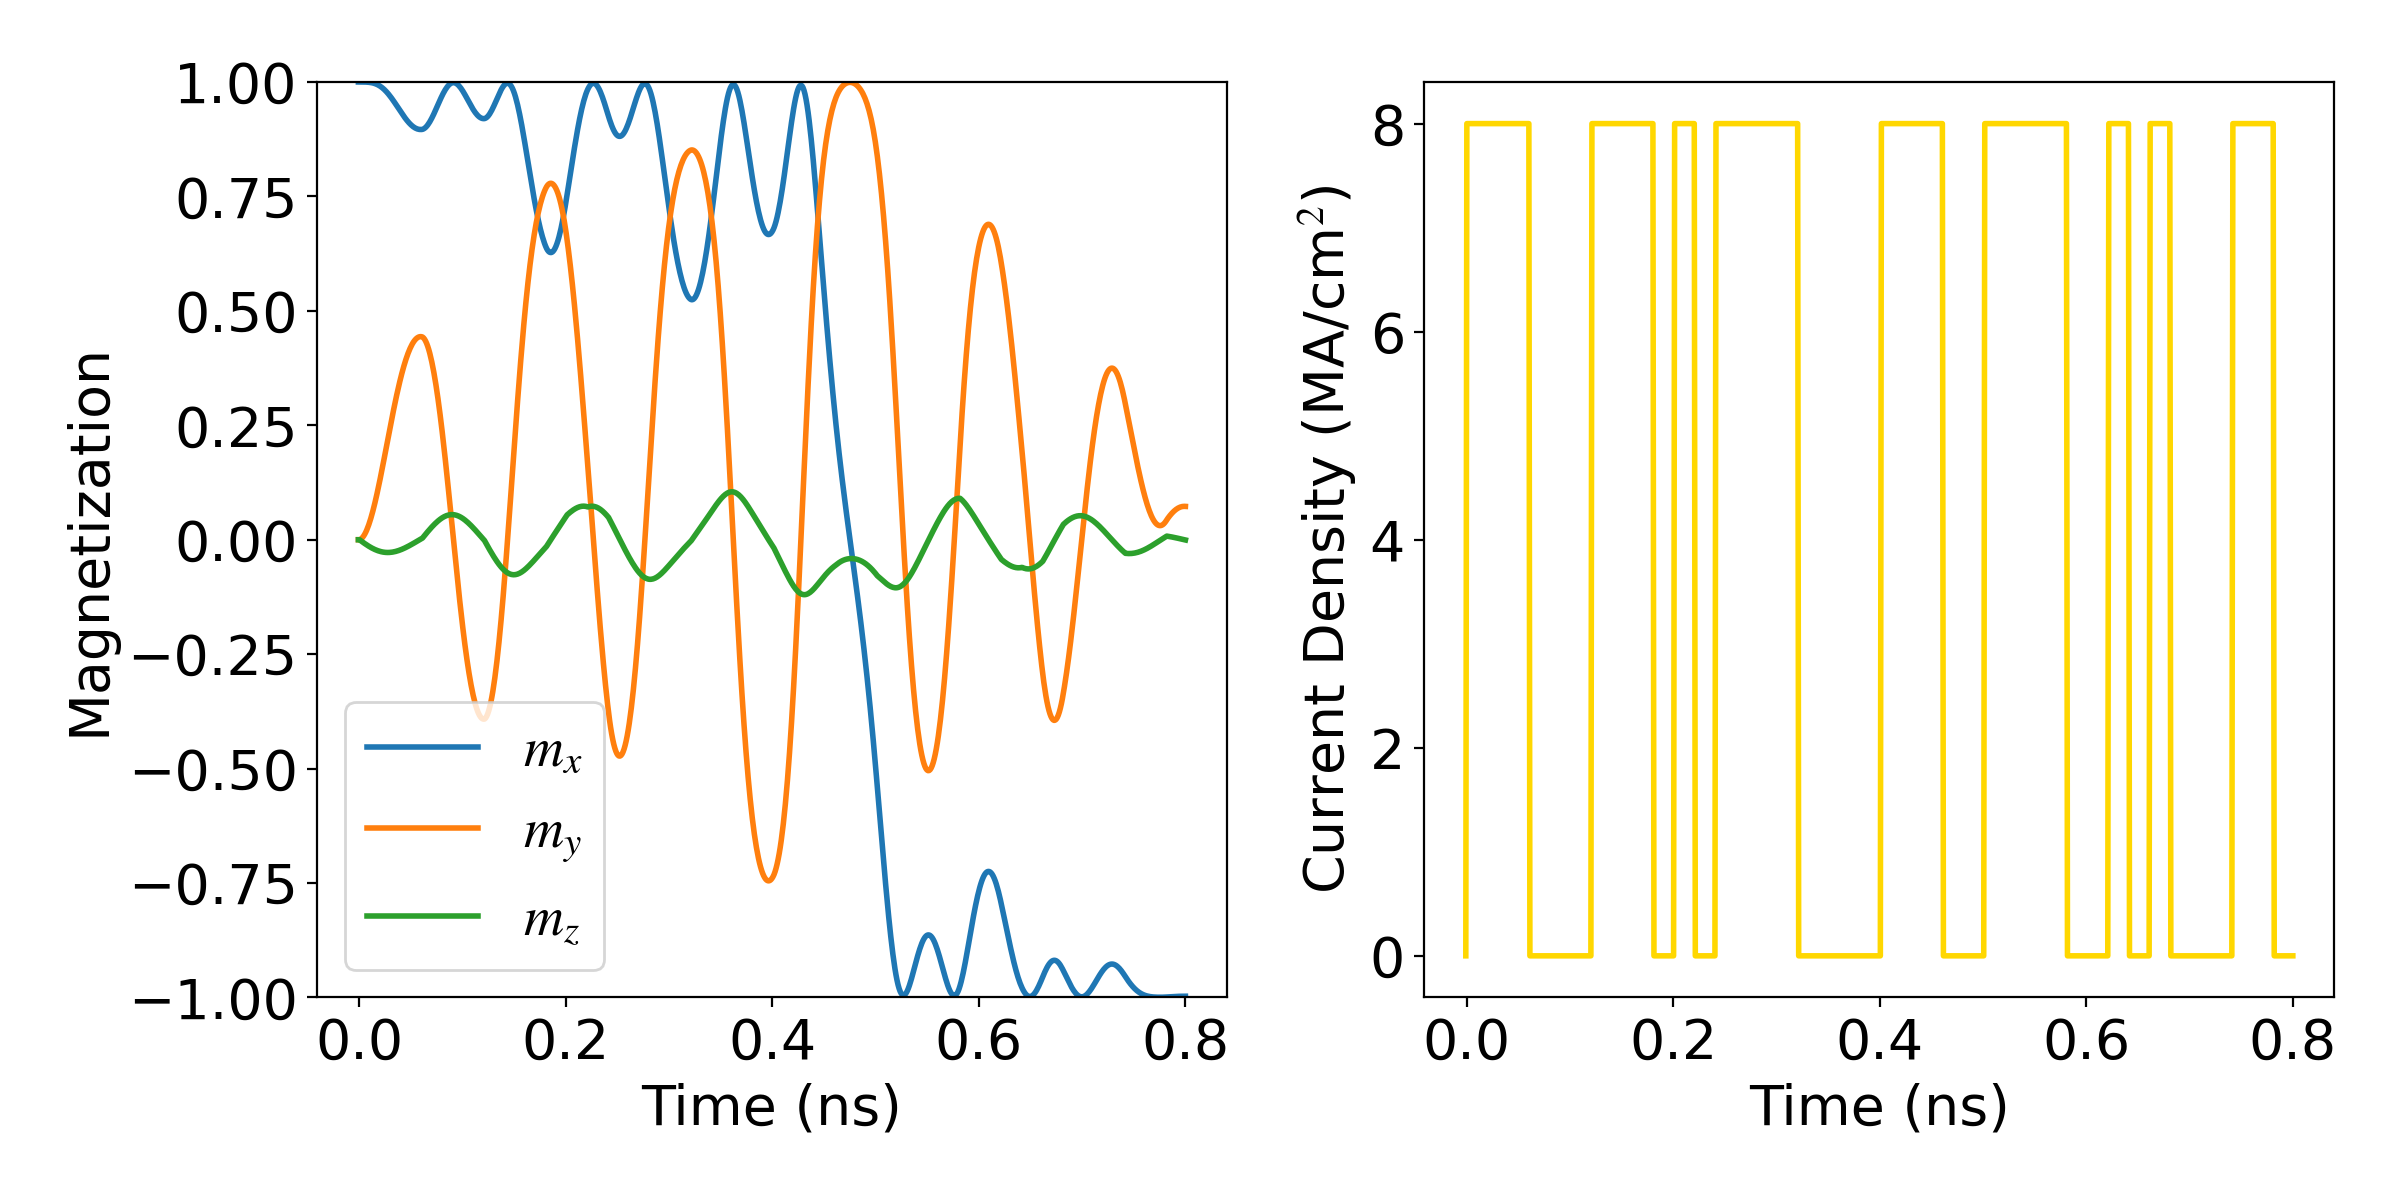 Magnetization
1.00
0.75
0.50
0.25
0.00
−0.25
−0.50
−0.75
−1.00
m_x
m_y
m_z
0.0 0.2 0.4 0.6 0.8
Time (ns)
Current Density (MA/cm²)
8
6
4
2
0
0.0 0.2 0.4 0.6 0.8
Time (ns)